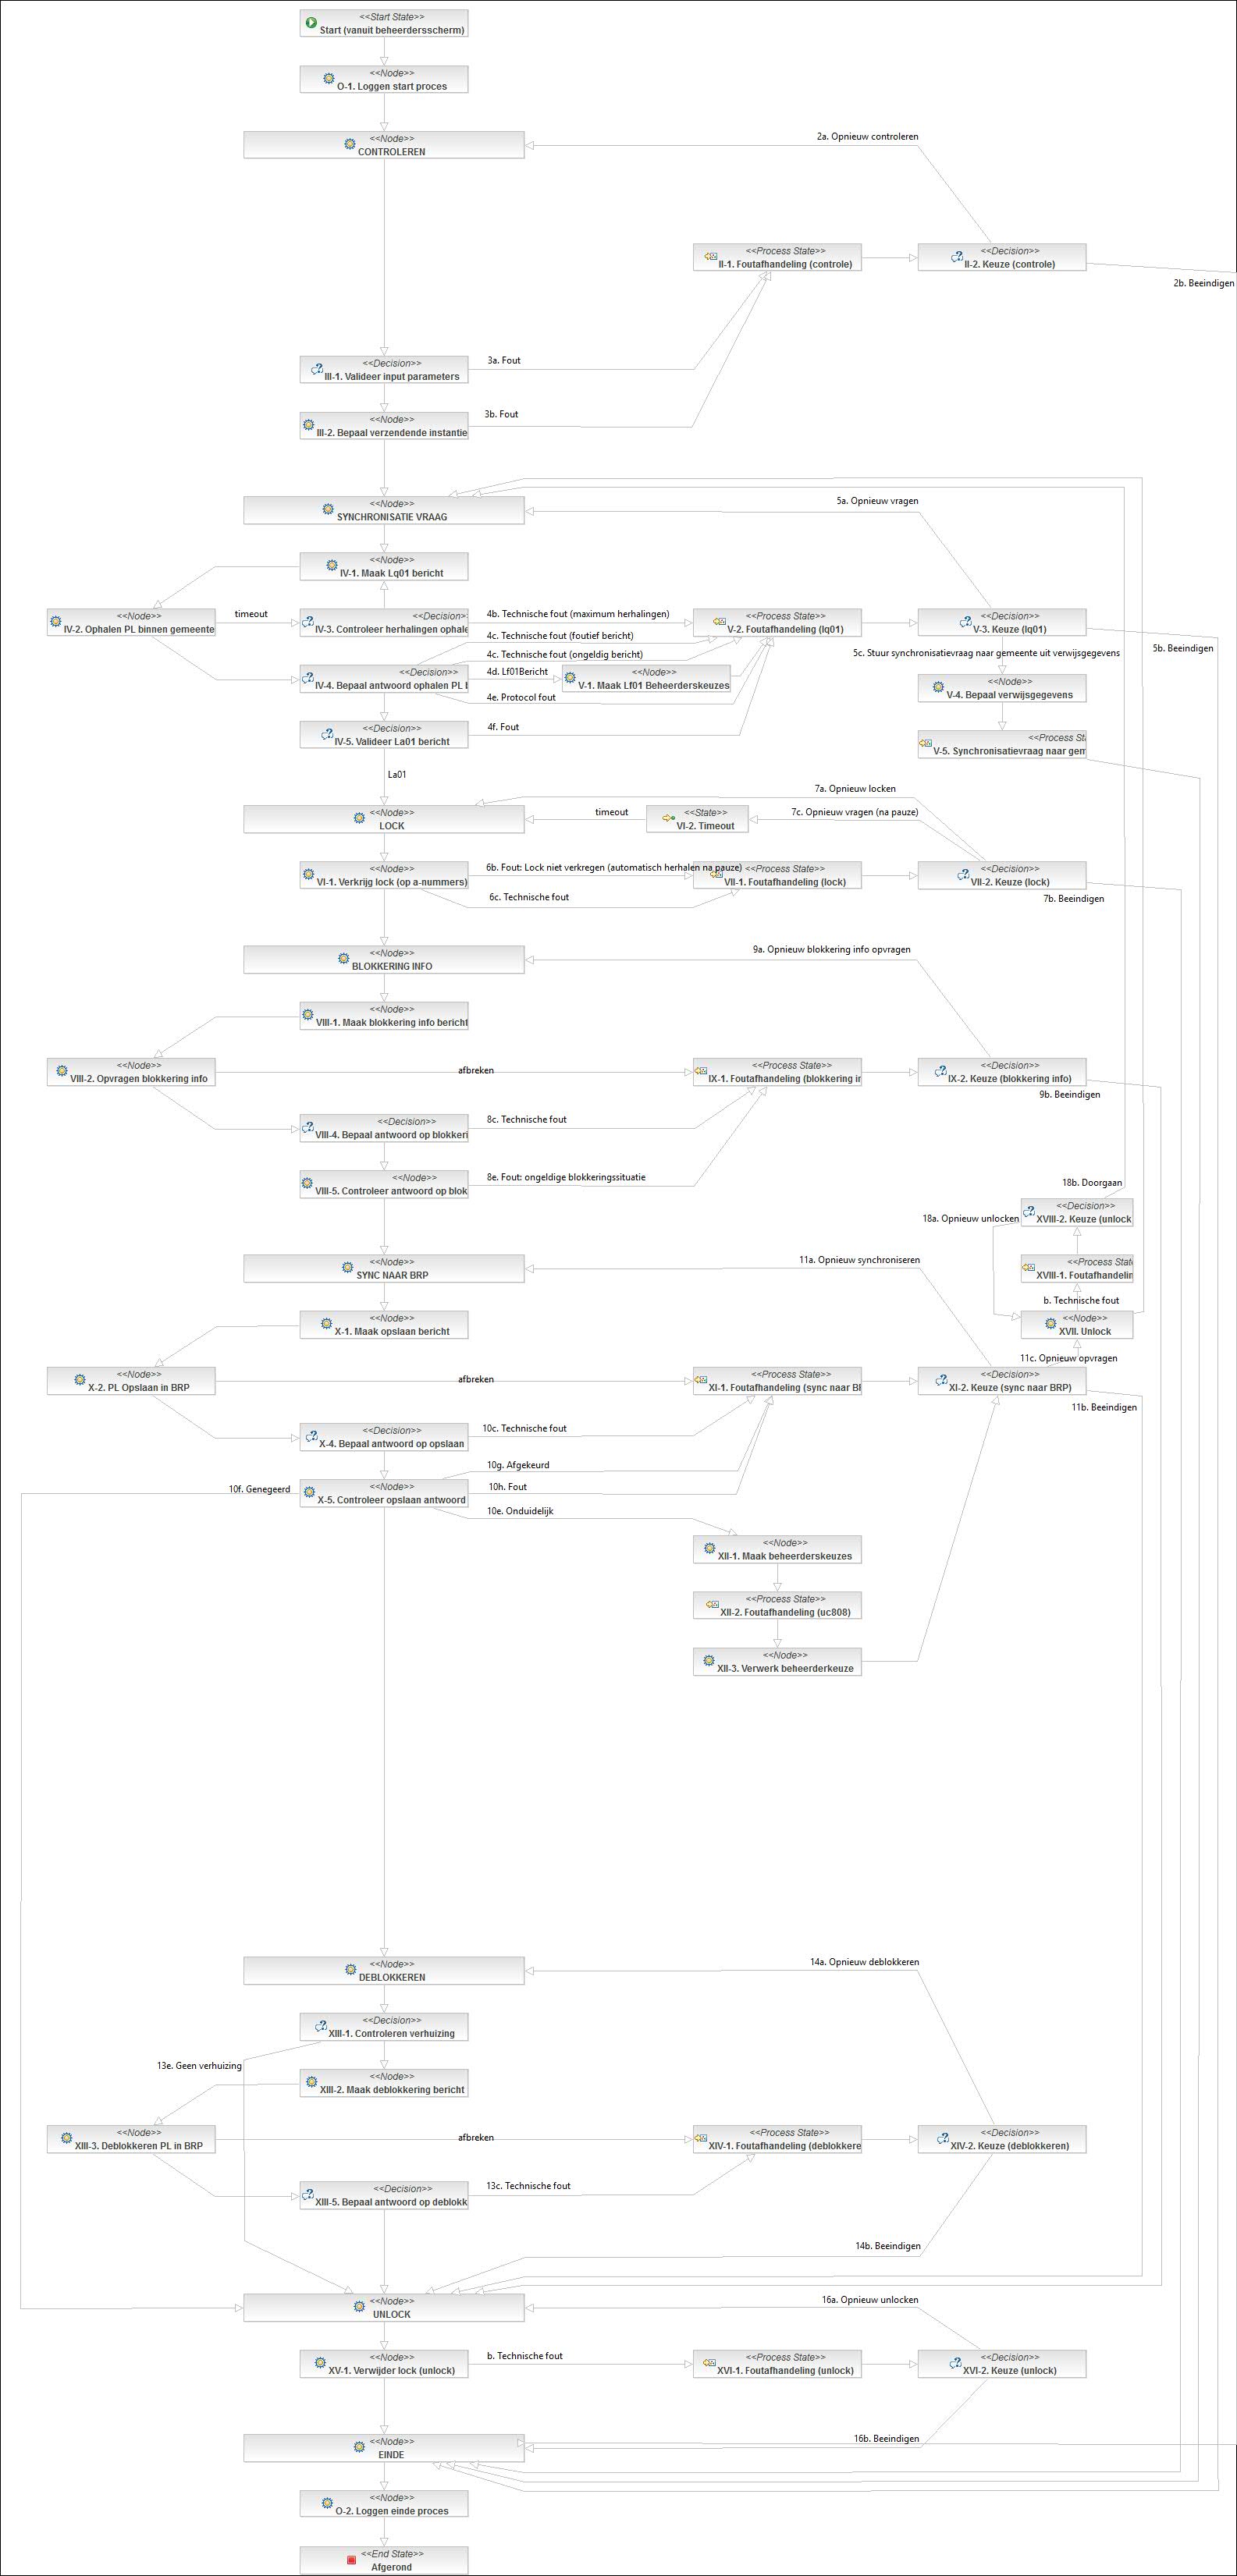 <<Start State>>
Start (vanuit beheerdersscherm)
<<Node>>
O-1. Loggen start proces
<<Node>>
CONTROLEREN
2a. Opnieuw controleren
<<Process State>>
II-1. Foutafhandeling (controle)
<<Decision>>
II-2. Keuze (controle)
2b. Beeindigen
<<Decision>>
III-1. Valideer input parameters
3a. Fout
<<Node>>
III-2. Bepaal verzendende instantie
3b. Fout
<<Node>>
SYNCHRONISATIE VRAAG
5a. Opnieuw vragen
<<Node>>
IV-1. Maak Lq01 bericht
<<Node>>
IV-2. Ophalen PL binnen gemeente
timeout
<<Decision>>
IV-3. Controleer herhalingen ophale
4b. Technische fout (maximum herhalingen)
<<Process State>>
V-2. Foutafhandeling (lq01)
<<Decision>>
V-3. Keuze (lq01)
4c. Technische fout (foutief bericht)
5b. Beeindigen
5c. Stuur synchronisatievraag naar gemeente uit verwijsgegevens
4c. Technische fout (ongeldig bericht)
<<Decision>>
IV-4. Bepaal antwoord ophalen PL b
4d. Lf01Bericht
<<Node>>
V-1. Maak Lf01 Beheerderskeuzes
4e. Protocol fout
<<Node>>
V-4. Bepaal verwijsgegevens
<<Decision>>
IV-5. Valideer La01 bericht
4f. Fout
<<Process Sta
V-5. Synchronisatievraag naar gem
La01
7a. Opnieuw locken
<<Node>>
LOCK
timeout
<<State>>
VI-2. Timeout
7c. Opnieuw vragen (na pauze)
<<Node>>
VI-1. Verkrijg lock (op a-nummers)
6b. Fout: Lock niet verkregen (automatisch herhalen na pauze)
<<Process State>>
VII-1. Foutafhandeling (lock)
<<Decision>>
VII-2. Keuze (lock)
6c. Technische fout
7b. Beeindigen
<<Node>>
BLOKKERING INFO
9a. Opnieuw blokkering info opvragen
<<Node>>
VIII-1. Maak blokkering info bericht
<<Node>>
VIII-2. Opvragen blokkering info
afbreken
<<Process State>>
IX-1. Foutafhandeling (blokkering in
<<Decision>>
IX-2. Keuze (blokkering info)
9b. Beeindigen
<<Decision>>
VIII-4. Bepaal antwoord op blokkeri
8c. Technische fout
<<Node>>
VIII-5. Controleer antwoord op blok
8e. Fout: ongeldige blokkeringssituatie
18b. Doorgaan
<<Decision>>
XVIII-2. Keuze (unlock
18a. Opnieuw unlocken
<<Node>>
SYNC NAAR BRP
11a. Opnieuw synchroniseren
<<Process State
XVIII-1. Foutafhandelin
b. Technische fout
<<Node>>
X-1. Maak opslaan bericht
<<Node>>
XVII. Unlock
11c. Opnieuw opvragen
<<Node>>
X-2. PL Opslaan in BRP
afbreken
<<Process State>>
XI-1. Foutafhandeling (sync naar BR
<<Decision>>
XI-2. Keuze (sync naar BRP)
11b. Beeindigen
<<Decision>>
X-4. Bepaal antwoord op opslaan
10c. Technische fout
10g. Afgekeurd
10f. Genegeerd
<<Node>>
X-5. Controleer opslaan antwoord
10h. Fout
10e. Onduidelijk
<<Node>>
XII-1. Maak beheerderskeuzes
<<Process State>>
XII-2. Foutafhandeling (uc808)
<<Node>>
XII-3. Verwerk beheerderkeuze
<<Node>>
DEBLOKKEREN
14a. Opnieuw deblokkeren
<<Decision>>
XIII-1. Controleren verhuizing
13e. Geen verhuizing
<<Node>>
XIII-2. Maak deblokkering bericht
<<Node>>
XIII-3. Deblokkeren PL in BRP
afbreken
<<Process State>>
XIV-1. Foutafhandeling (deblokkere
<<Decision>>
XIV-2. Keuze (deblokkeren)
<<Decision>>
XIII-5. Bepaal antwoord op deblokk
13c. Technische fout
14b. Beeindigen
<<Node>>
UNLOCK
16a. Opnieuw unlocken
<<Node>>
XV-1. Verwijder lock (unlock)
b. Technische fout
<<Process State>>
XVI-1. Foutafhandeling (unlock)
<<Decision>>
XVI-2. Keuze (unlock)
<<Node>>
EINDE
16b. Beeindigen
<<Node>>
O-2. Loggen einde proces
<<End State>>
Afgerond